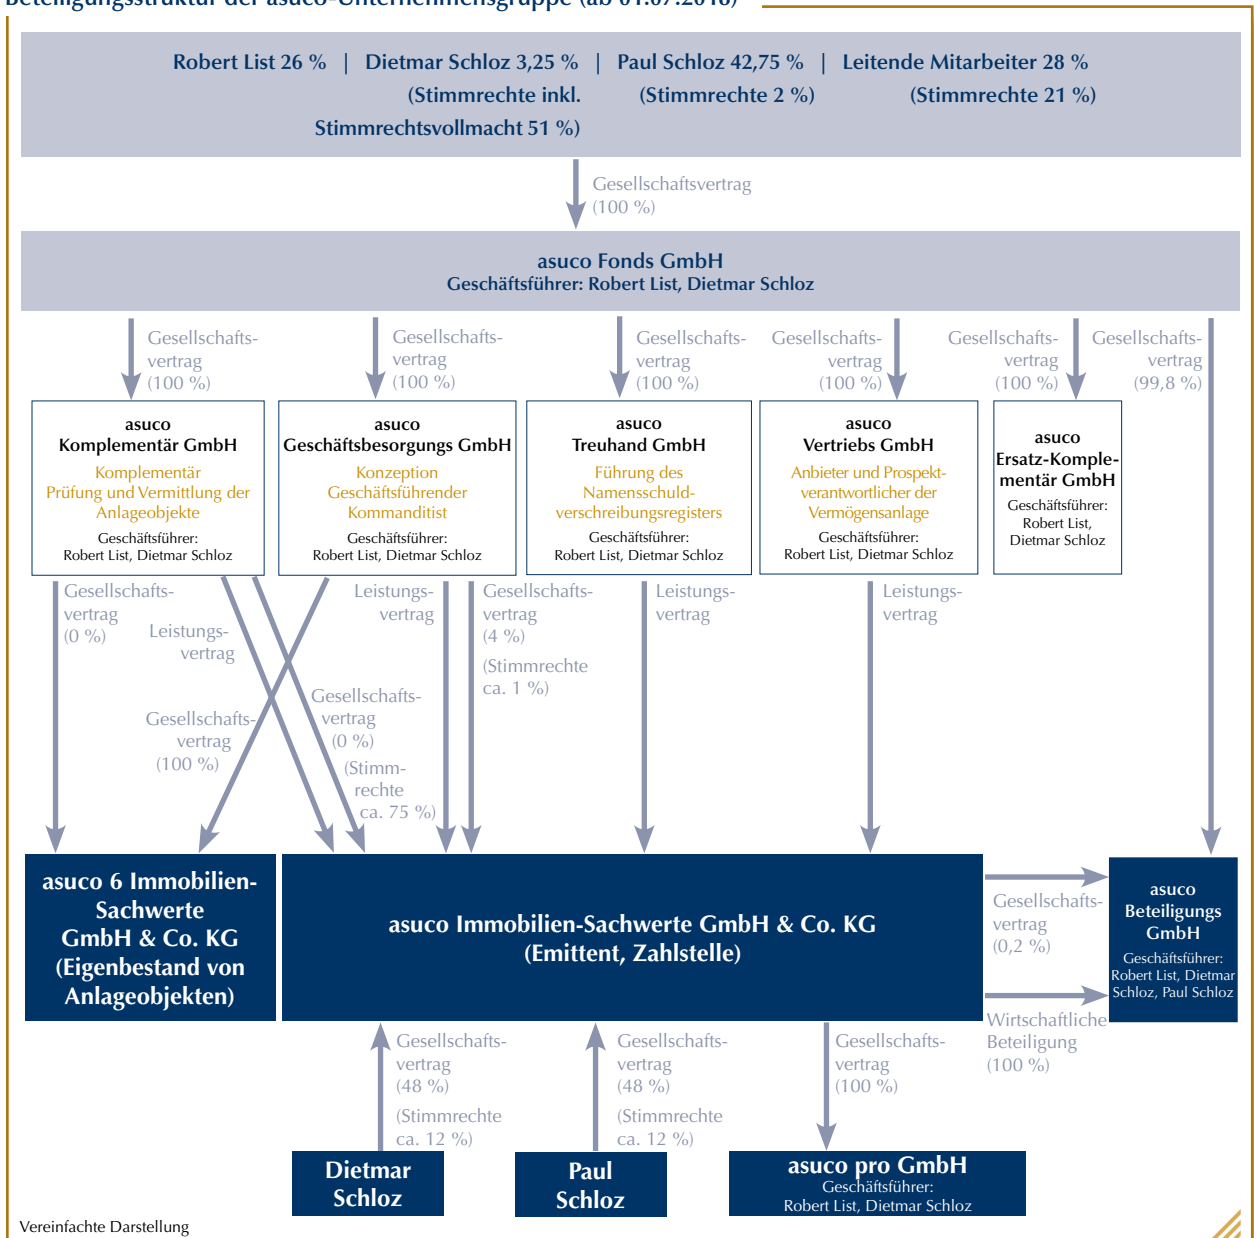 Beteiligungsstruktur der asuco-Unternehmensgruppe (ab 01.07.2018)
Robert List 26 % | Dietmar Schloz 3,25 % | Paul Schloz 42,75 % | Leitende Mitarbeiter 28 %
(Stimmrechte inkl. (Stimmrechte 2 %) (Stimmrechte 21 %)
Stimmrechtsvollmacht 51 %)
Gesellschaftsvertrag
(100 %)
asuco Fonds GmbH
Geschäftsführer: Robert List, Dietmar Schloz
Gesellschafts-
vertrag
(100 %)
Gesellschafts-
vertrag
(100 %)
Gesellschafts-
vertrag
(100 %)
Gesellschafts-
vertrag
(100 %)
Gesellschafts-
vertrag
(100 %)
Gesellschafts-
vertrag
(99,8 %)
asuco
Komplementär GmbH
Komplementär
Prüfung und Vermittlung der
Anlageobjekte
Geschäftsführer:
Robert List, Dietmar Schloz
asuco
Geschäftsbesorgungs GmbH
Konzeption
Geschäftsführender
Kommanditist
Geschäftsführer:
Robert List, Dietmar Schloz
asuco
Treuhand GmbH
Führung des
Namensschuld-
verschreibungsregisters
Geschäftsführer:
Robert List, Dietmar Schloz
asuco
Vertriebs GmbH
Anbieter und Prospekt-
verantwortlicher der
Vermögensanlage
Geschäftsführer:
Robert List, Dietmar Schloz
asuco
Ersatz-Komple-
mentär GmbH
Geschäftsführer:
Robert List,
Dietmar Schloz
Gesellschafts-
vertrag
(0 %)
Leistungs-
vertrag
Gesellschafts-
vertrag
(100 %)
Gesellschafts-
vertrag
(0 %)
(Stimm-
rechte
ca. 75 %)
Leistungs-
vertrag
Gesellschafts-
vertrag
(4 %)
(Stimmrechte
ca. 1 %)
Leistungs-
vertrag
Leistungs-
vertrag
asuco 6 Immobilien-
Sachwerte
GmbH & Co. KG
(Eigenbestand von
Anlageobjekten)
asuco Immobilien-Sachwerte GmbH & Co. KG
(Emittent, Zahlstelle)
Gesellschafts-
vertrag
(0,2 %)
Wirtschaftliche
Beteiligung
(100 %)
asuco
Beteiligungs
GmbH
Geschäftsführer:
Robert List, Dietmar
Schloz, Paul Schloz
Gesellschafts-
vertrag
(48 %)
(Stimmrechte
ca. 12 %)
Gesellschafts-
vertrag
(48 %)
(Stimmrechte
ca. 12 %)
Gesellschafts-
vertrag
(100 %)
Dietmar
Schloz
Paul
Schloz
asuco pro GmbH
Geschäftsführer:
Robert List, Dietmar Schloz
Vereinfachte Darstellung